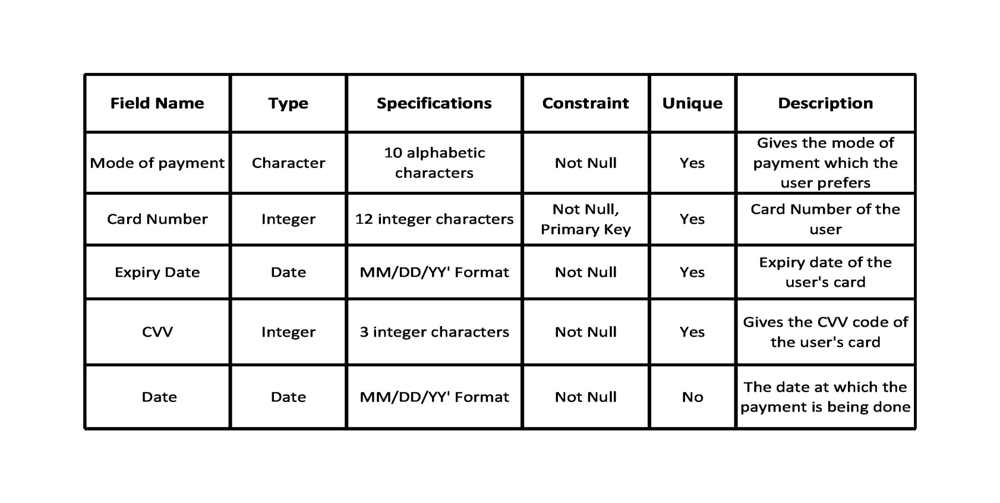 Field Name Type Specifications Constraint Unique Description
Mode of payment Character 10 alphabetic characters Not Null Yes Gives the mode of payment which the user prefers
Card Number Integer 12 integer characters Not Null, Primary Key Yes Card Number of the user
Expiry Date Date MM/DD/YY' Format Not Null Yes Expiry date of the user's card
CVV Integer 3 integer characters Not Null Yes Gives the CVV code of the user's card
Date Date MM/DD/YY' Format Not Null No The date at which the payment is being done